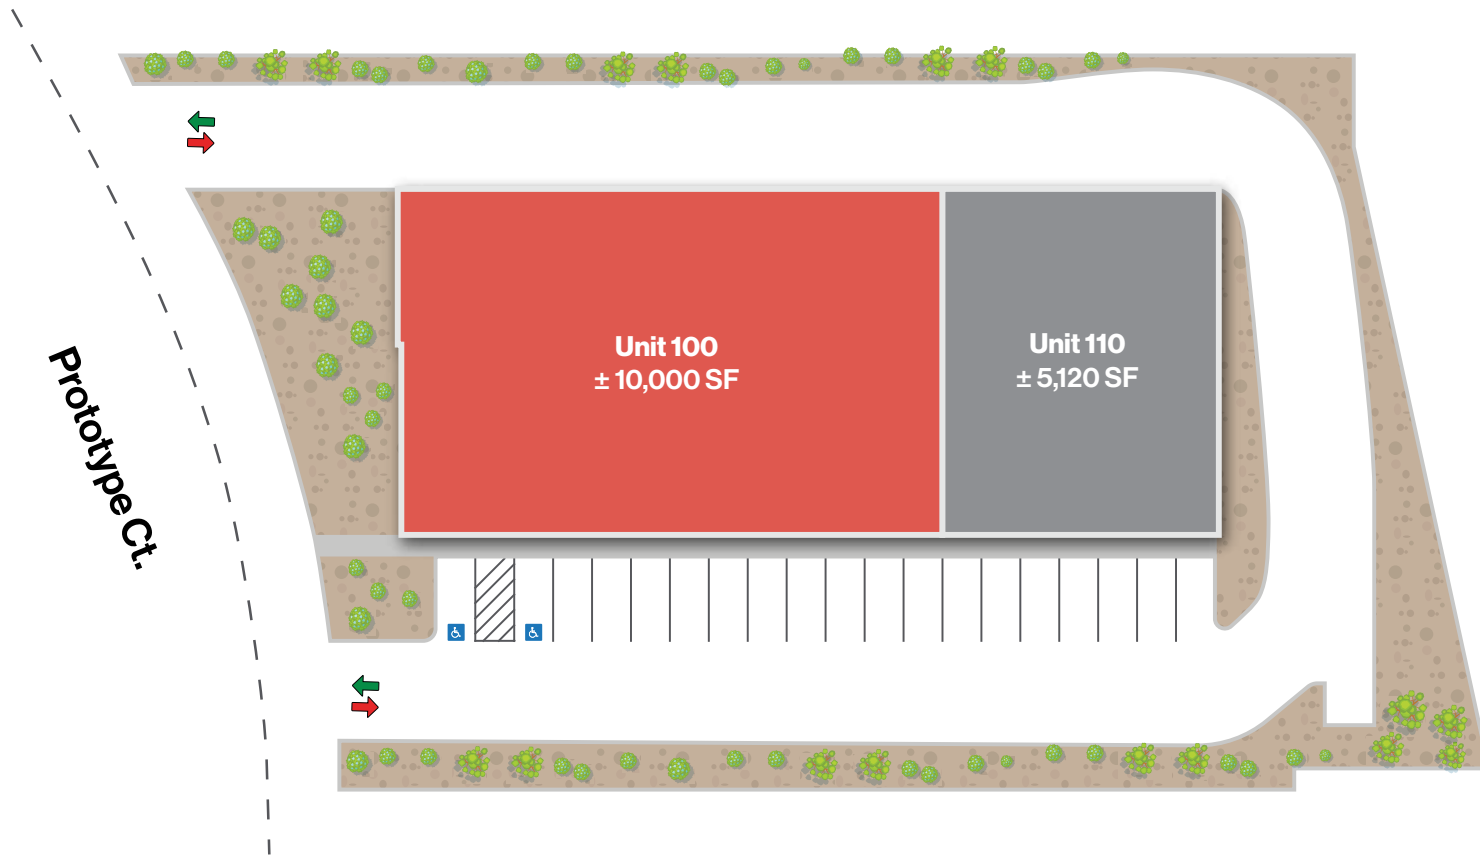 Unit 100
± 10,000 SF
Unit 110
± 5,120 SF
Prototype Ct.